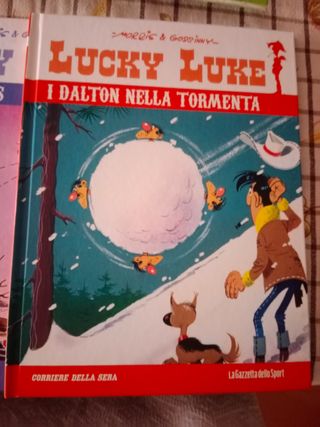 MORRIS & GOSCINNY
LUCKY LUKE
I DALTON NELLA TORMENTA
CORRIERE DELLA SERA
La Gazzetta dello Sport